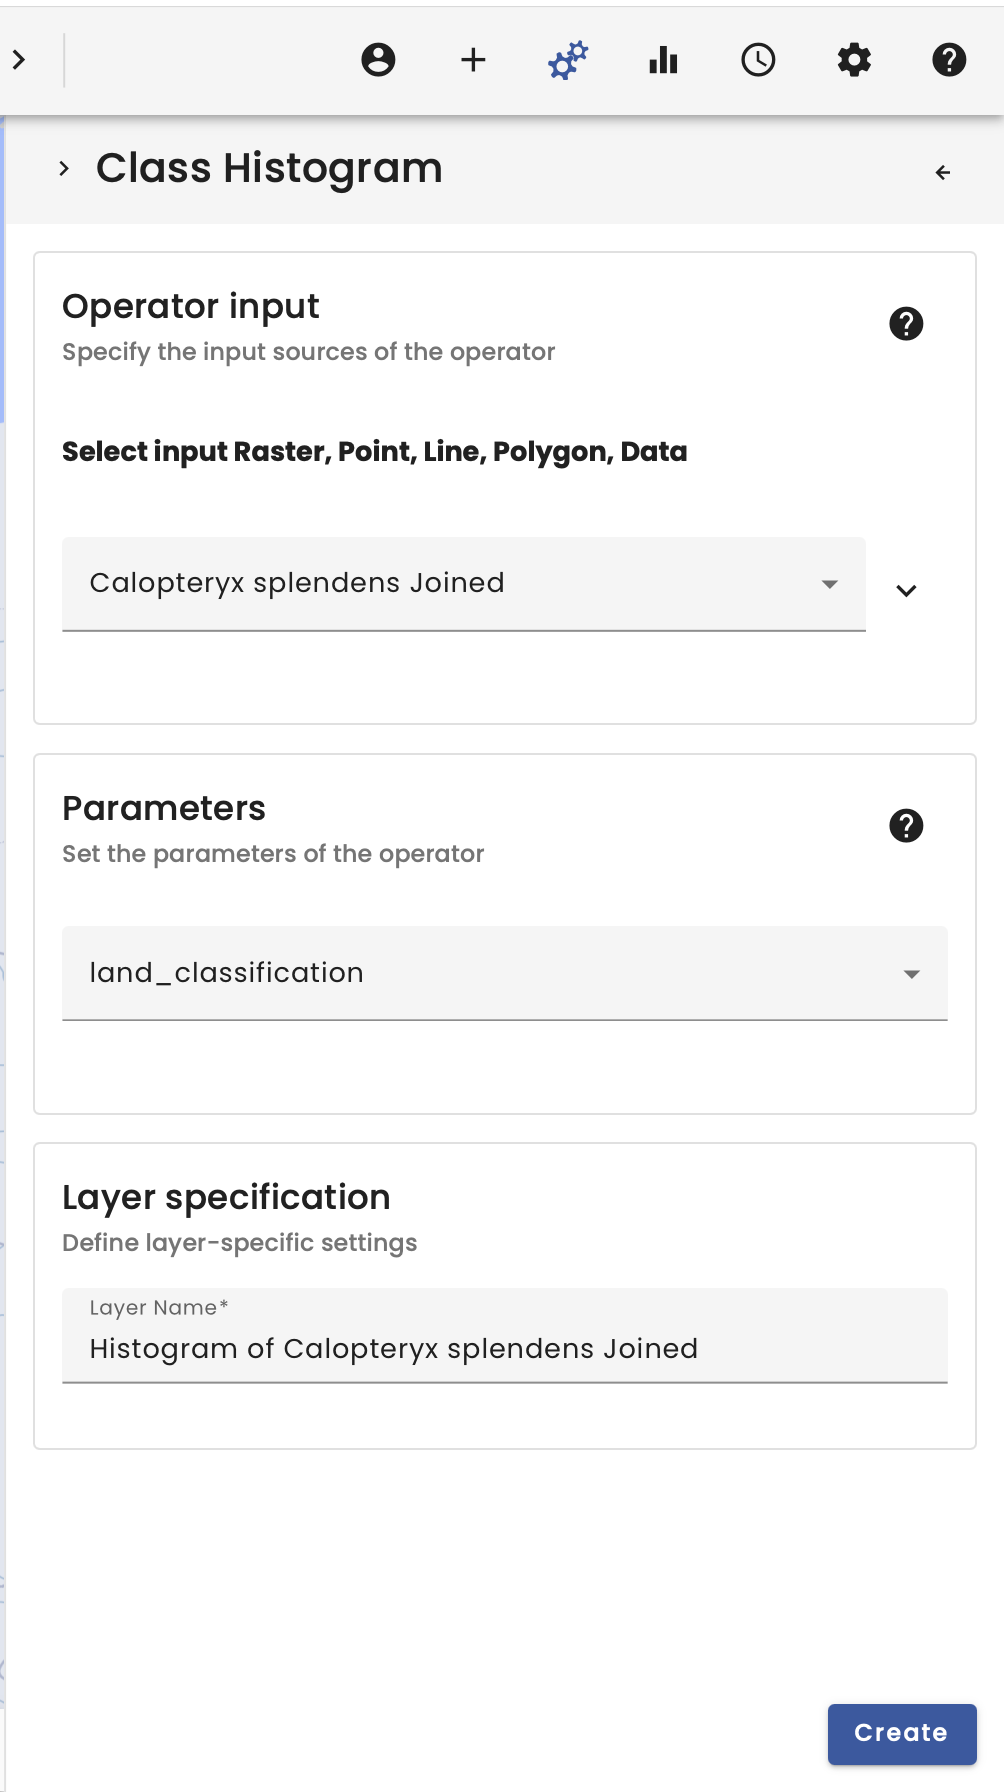 Class Histogram
Operator input
Specify the input sources of the operator
Select input Raster, Point, Line, Polygon, Data
Calopteryx splendens Joined
Parameters
Set the parameters of the operator
land_classification
Layer specification
Define layer-specific settings
Layer Name*
Histogram of Calopteryx splendens Joined
Create